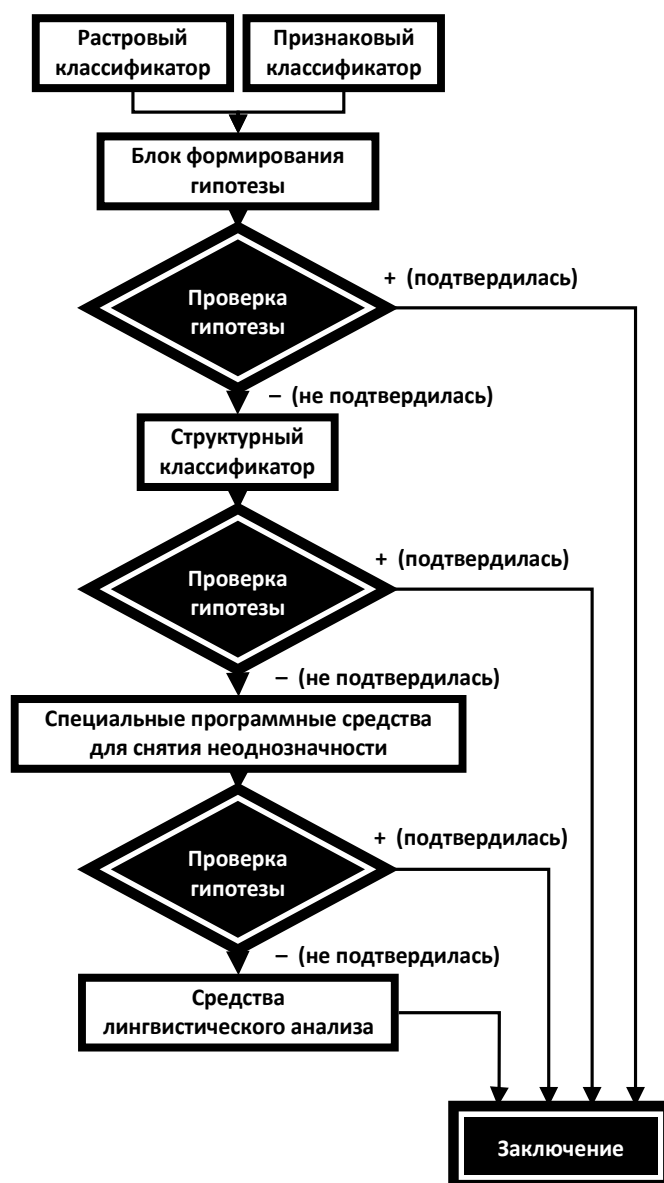 Растровый
классификатор
Признаковый
классификатор
Блок формирования
гипотезы
Проверка
гипотезы
+ (подтвердилась)
– (не подтвердилась)
Структурный
классификатор
Проверка
гипотезы
+ (подтвердилась)
– (не подтвердилась)
Специальные программные средства
для снятия неоднозначности
Проверка
гипотезы
+ (подтвердилась)
– (не подтвердилась)
Средства
лингвистического анализа
Заключение